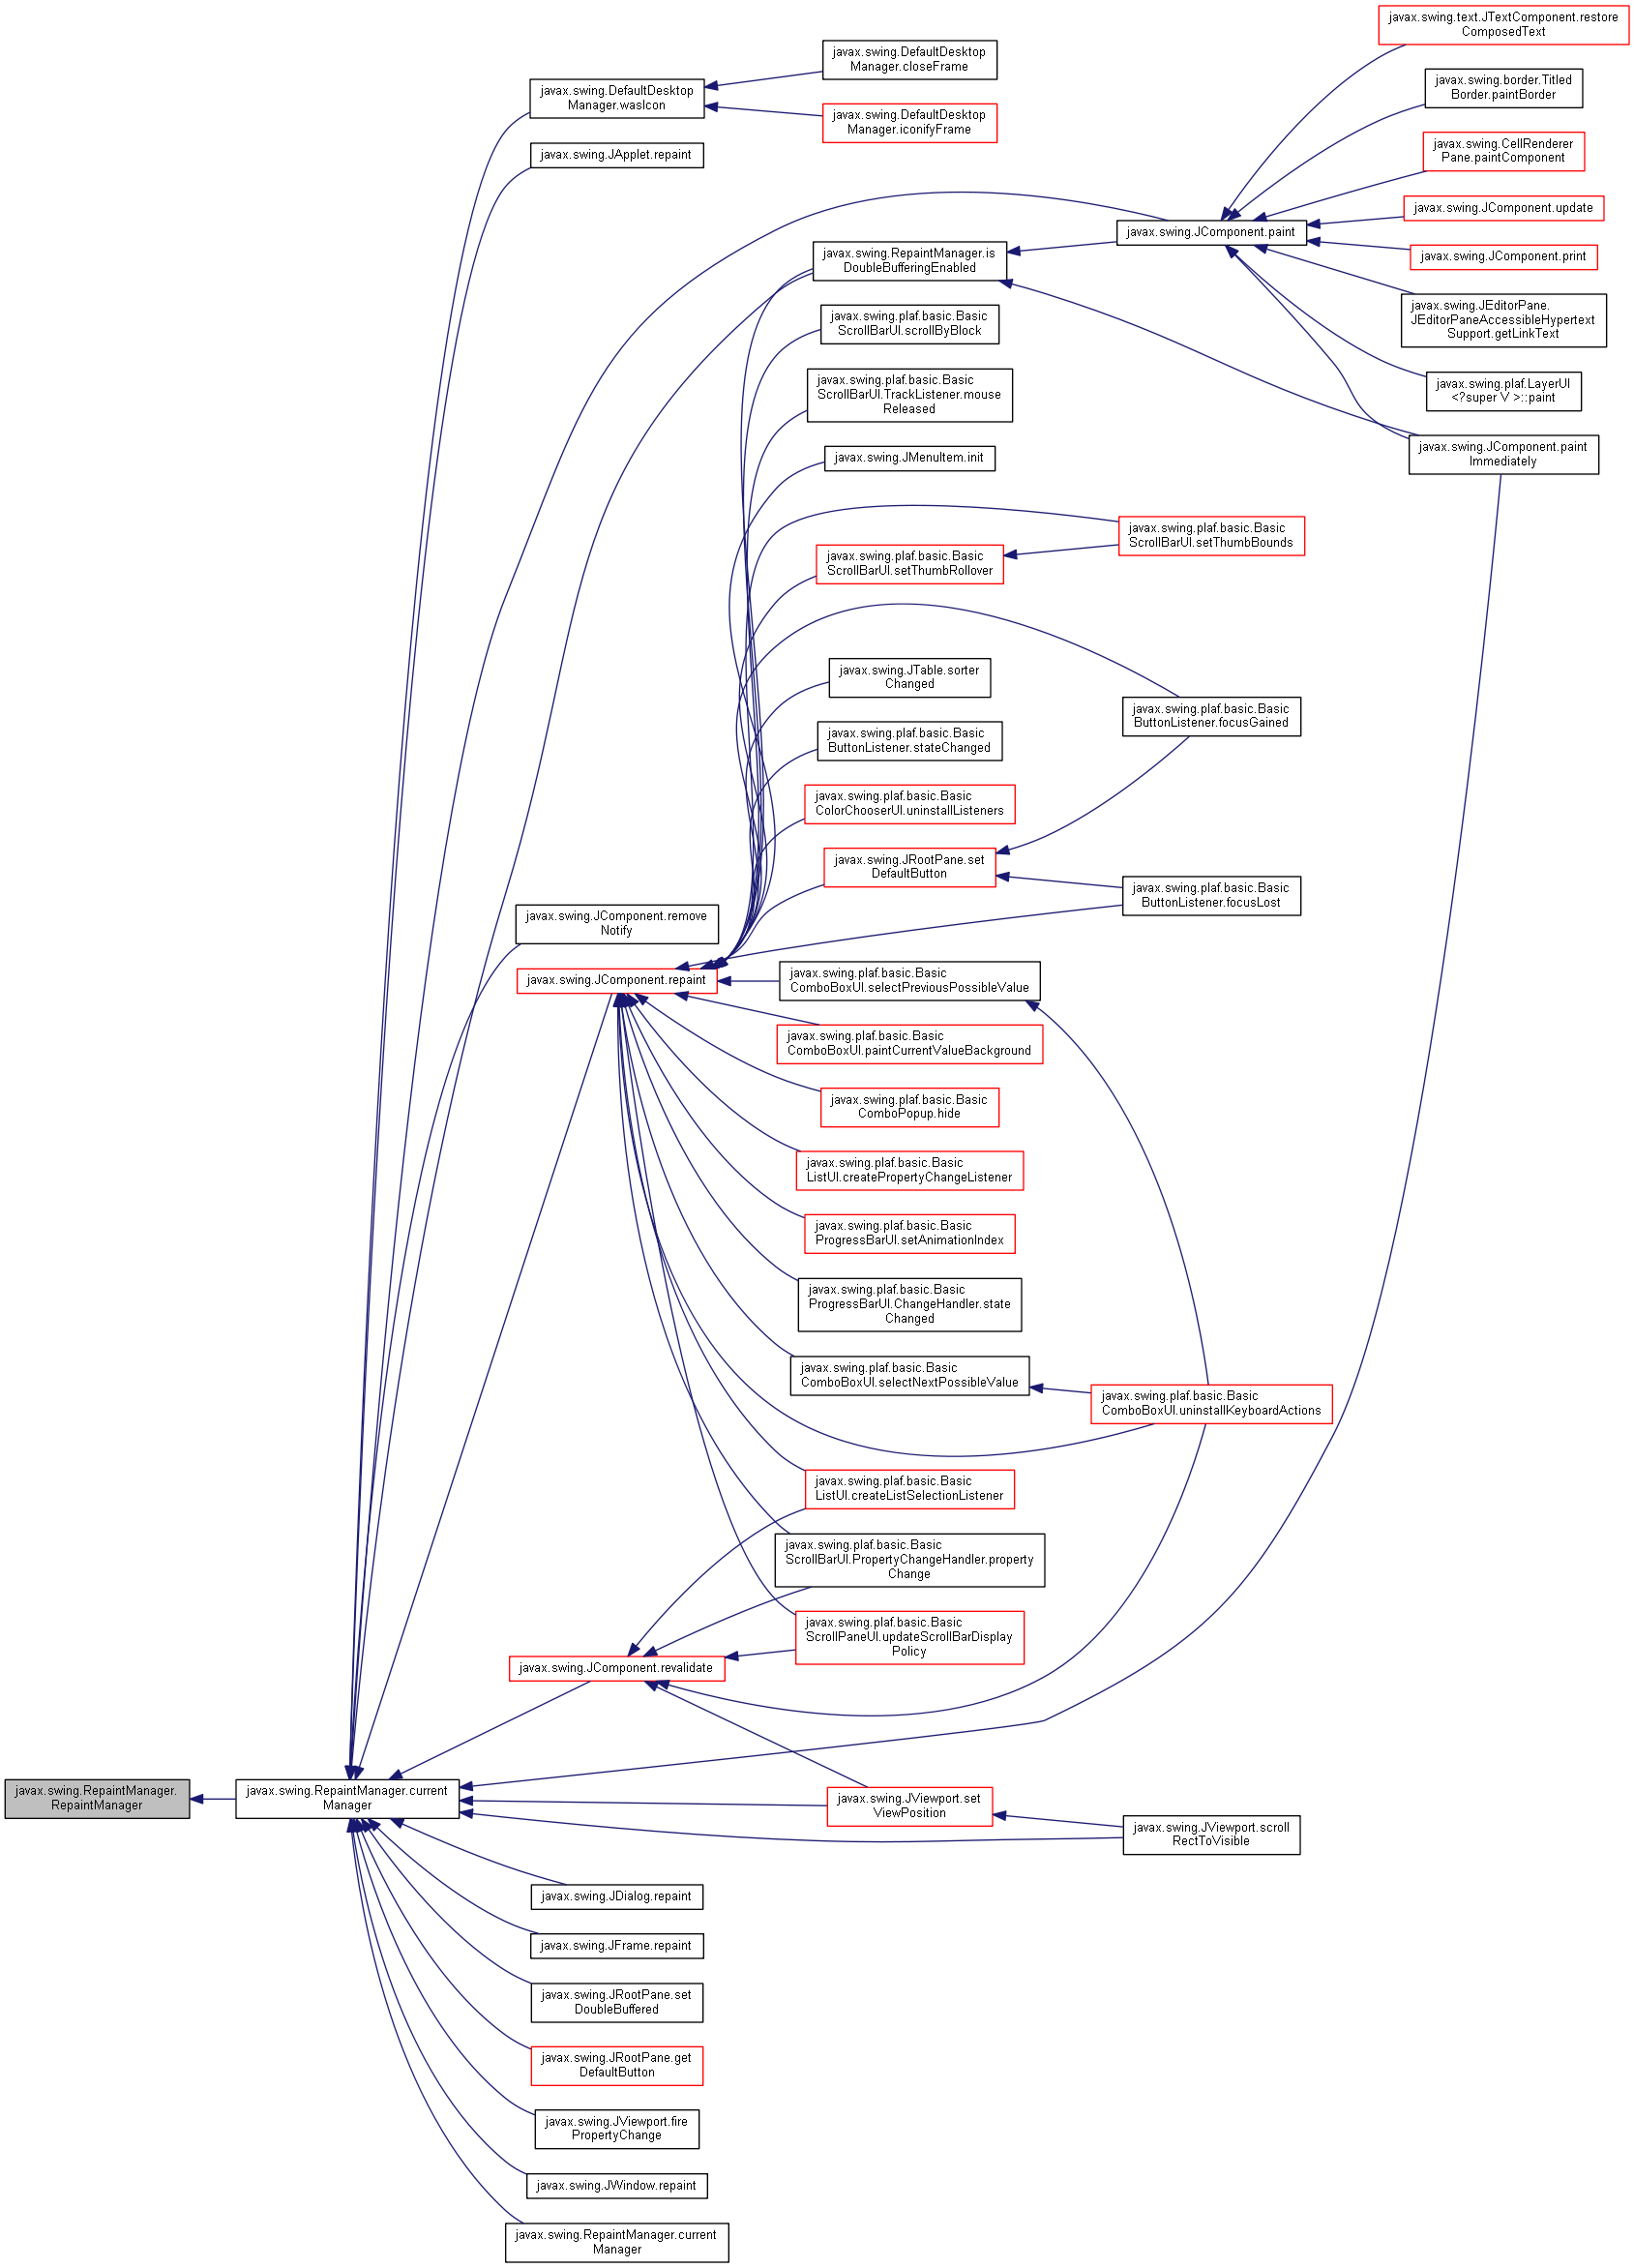 javax.swing.text.JTextComponent.restore
ComposedText
javax.swing.DefaultDesktop
Manager.closeFrame
javax.swing.border.Titled
Border.paintBorder
javax.swing.DefaultDesktop
Manager.wasIcon
javax.swing.DefaultDesktop
Manager.iconifyFrame
javax.swing.CellRenderer
Pane.paintComponent
javax.swing.JApplet.repaint
javax.swing.JComponent.update
javax.swing.JComponent.paint
javax.swing.RepaintManager.is
DoubleBufferingEnabled
javax.swing.JComponent.print
javax.swing.JEditorPane.
JEditorPaneAccessibleHypertext
Support.getLinkText
javax.swing.plaf.basic.Basic
ScrollBarUI.scrollByBlock
javax.swing.plaf.LayerUI
<?super V >::paint
javax.swing.plaf.basic.Basic
ScrollBarUI.TrackListener.mouse
Released
javax.swing.JComponent.paint
Immediately
javax.swing.JMenuItem.init
javax.swing.plaf.basic.Basic
ScrollBarUI.setThumbBounds
javax.swing.plaf.basic.Basic
ScrollBarUI.setThumbRollover
javax.swing.JTable.sorter
Changed
javax.swing.plaf.basic.Basic
ButtonListener.focusGained
javax.swing.plaf.basic.Basic
ButtonListener.stateChanged
javax.swing.plaf.basic.Basic
ColorChooserUI.uninstallListeners
javax.swing.JRootPane.set
DefaultButton
javax.swing.plaf.basic.Basic
ButtonListener.focusLost
javax.swing.JComponent.remove
Notify
javax.swing.JComponent.repaint
javax.swing.plaf.basic.Basic
ComboBoxUI.selectPreviousPossibleValue
javax.swing.plaf.basic.Basic
ComboBoxUI.paintCurrentValueBackground
javax.swing.plaf.basic.Basic
ComboPopup.hide
javax.swing.plaf.basic.Basic
ListUI.createPropertyChangeListener
javax.swing.plaf.basic.Basic
ProgressBarUI.setAnimationIndex
javax.swing.plaf.basic.Basic
ProgressBarUI.ChangeHandler.state
Changed
javax.swing.plaf.basic.Basic
ComboBoxUI.selectNextPossibleValue
javax.swing.plaf.basic.Basic
ComboBoxUI.uninstallKeyboardActions
javax.swing.plaf.basic.Basic
ListUI.createListSelectionListener
javax.swing.plaf.basic.Basic
ScrollBarUI.PropertyChangeHandler.property
Change
javax.swing.plaf.basic.Basic
ScrollPaneUI.updateScrollBarDisplay
Policy
javax.swing.JComponent.revalidate
javax.swing.RepaintManager.
RepaintManager
javax.swing.RepaintManager.current
Manager
javax.swing.JViewport.set
ViewPosition
javax.swing.JViewport.scroll
RectToVisible
javax.swing.JDialog.repaint
javax.swing.JFrame.repaint
javax.swing.JRootPane.set
DoubleBuffered
javax.swing.JRootPane.get
DefaultButton
javax.swing.JViewport.fire
PropertyChange
javax.swing.JWindow.repaint
javax.swing.RepaintManager.current
Manager